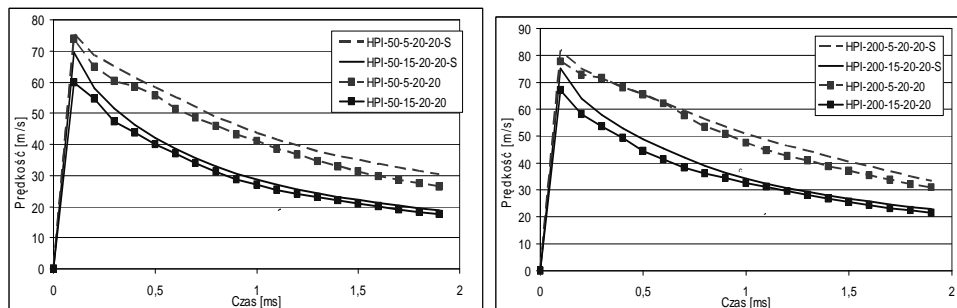 80
70
60
50
40
30
20
10
0
Prędkość [m/s]
0
0,5
1
1,5
2
Czas [ms]
HPI-50-5-20-20-S
HPI-50-15-20-20-S
HPI-50-5-20-20
HPI-50-15-20-20
90
80
70
60
50
40
30
20
10
0
Prędkość [m/s]
0
0,5
1
1,5
2
Czas [ms]
HPI-200-5-20-20-S
HPI-200-15-20-20-S
HPI-200-5-20-20
HPI-200-15-20-20